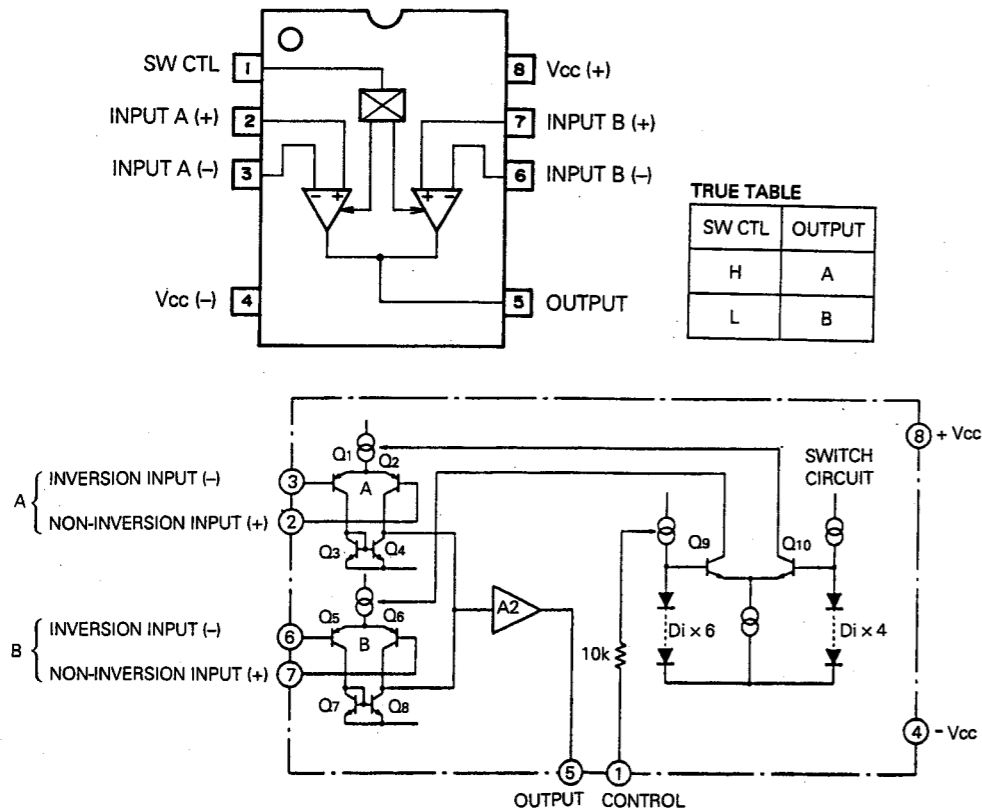 SW CTL 1
8 Vcc (+)
INPUT A (+) 2
7 INPUT B (+)
INPUT A (-) 3
6 INPUT B (-)
- + + -
Vcc (-) 4
5 OUTPUT
TRUE TABLE
SW CTL OUTPUT
H A
L B
8 + Vcc
SWITCH
CIRCUIT
Q1 Q2
A { INVERSION INPUT (-) 3
A
NON-INVERSION INPUT (+) 2
Q3 Q4
Q9 Q10
Q5 Q6
A2
Di × 6
Di × 4
B { INVERSION INPUT (-) 6
B
NON-INVERSION INPUT (+) 7
10k
Q7 Q8
4 - Vcc
5 1
OUTPUT CONTROL